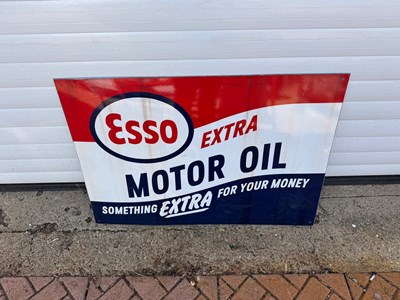 Esso
EXTRA
MOTOR OIL
SOMETHING EXTRA FOR YOUR MONEY